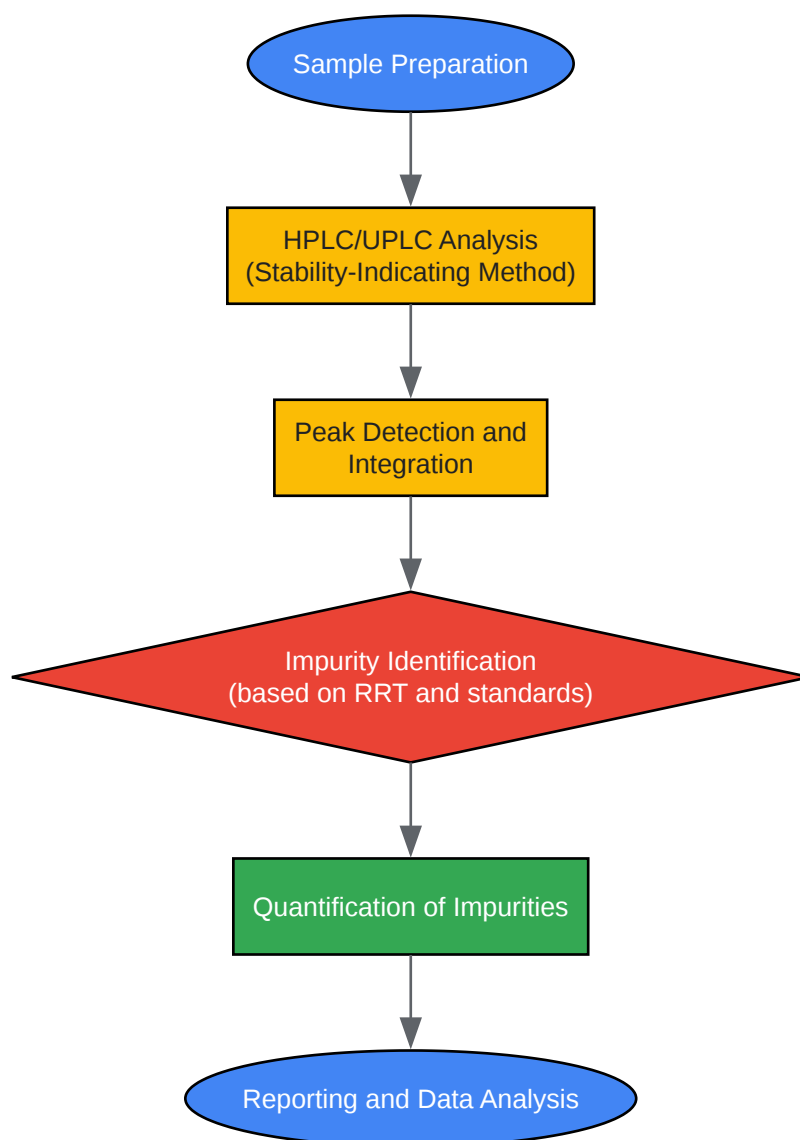 Sample Preparation
HPLC/UPLC Analysis
(Stability-Indicating Method)
Peak Detection and
Integration
Impurity Identification
(based on RRT and standards)
Quantification of Impurities
Reporting and Data Analysis